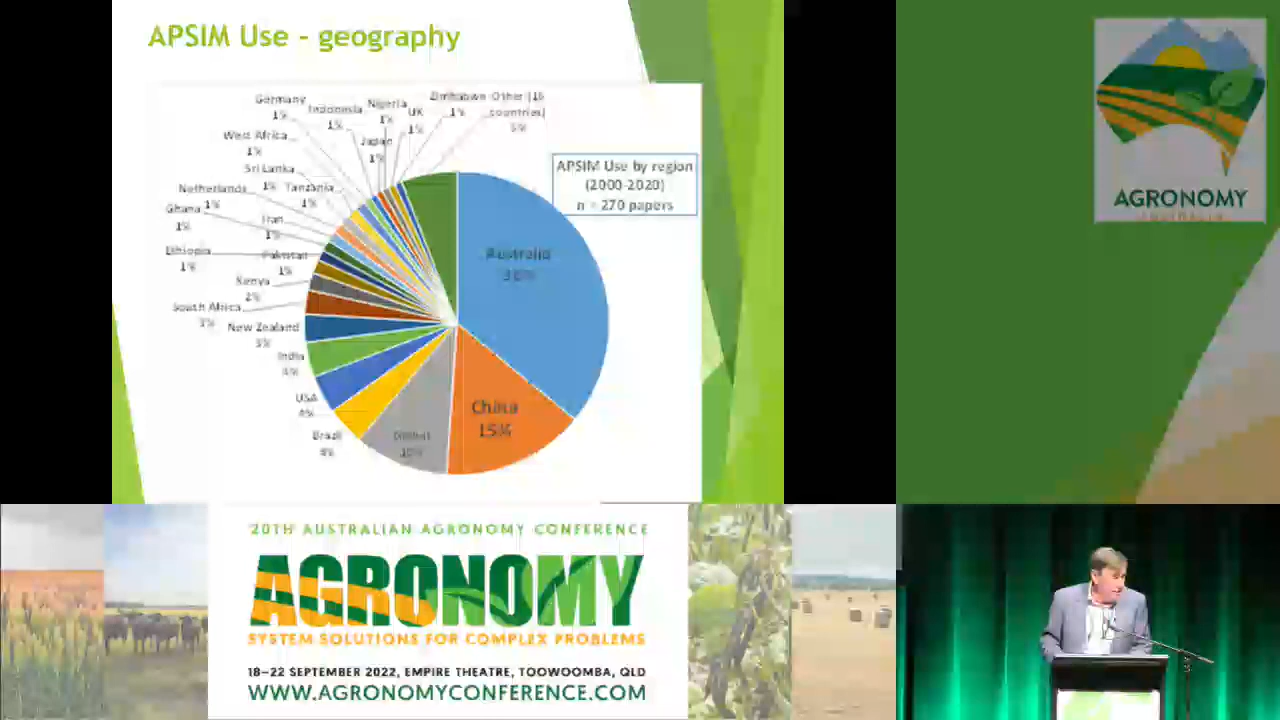 APSIM Use - geography
Germany
1%
Indonesia
1%
Nigeria
1%
UK
1%
Zimbabwe
1%
Other (16
countries)
5%
West Africa
1%
Japan
1%
Sri Lanka
1%
Tanzania
1%
Netherlands
1%
Ghana
1%
Iran
1%
Ethiopia
1%
Pakistan
1%
Kenya
2%
South Africa
3%
New Zealand
3%
India
4%
USA
4%
Brazil
4%
Global
10%
China
15%
Australia
APSIM Use by region
(2000-2020)
n = 270 papers
AGRONOMY
AUSTRALIA
20TH AUSTRALIAN AGRONOMY CONFERENCE
AGRONOMY
SYSTEM SOLUTIONS FOR COMPLEX PROBLEMS
18–22 SEPTEMBER 2022, EMPIRE THEATRE, TOOWOOMBA, QLD
WWW.AGRONOMYCONFERENCE.COM